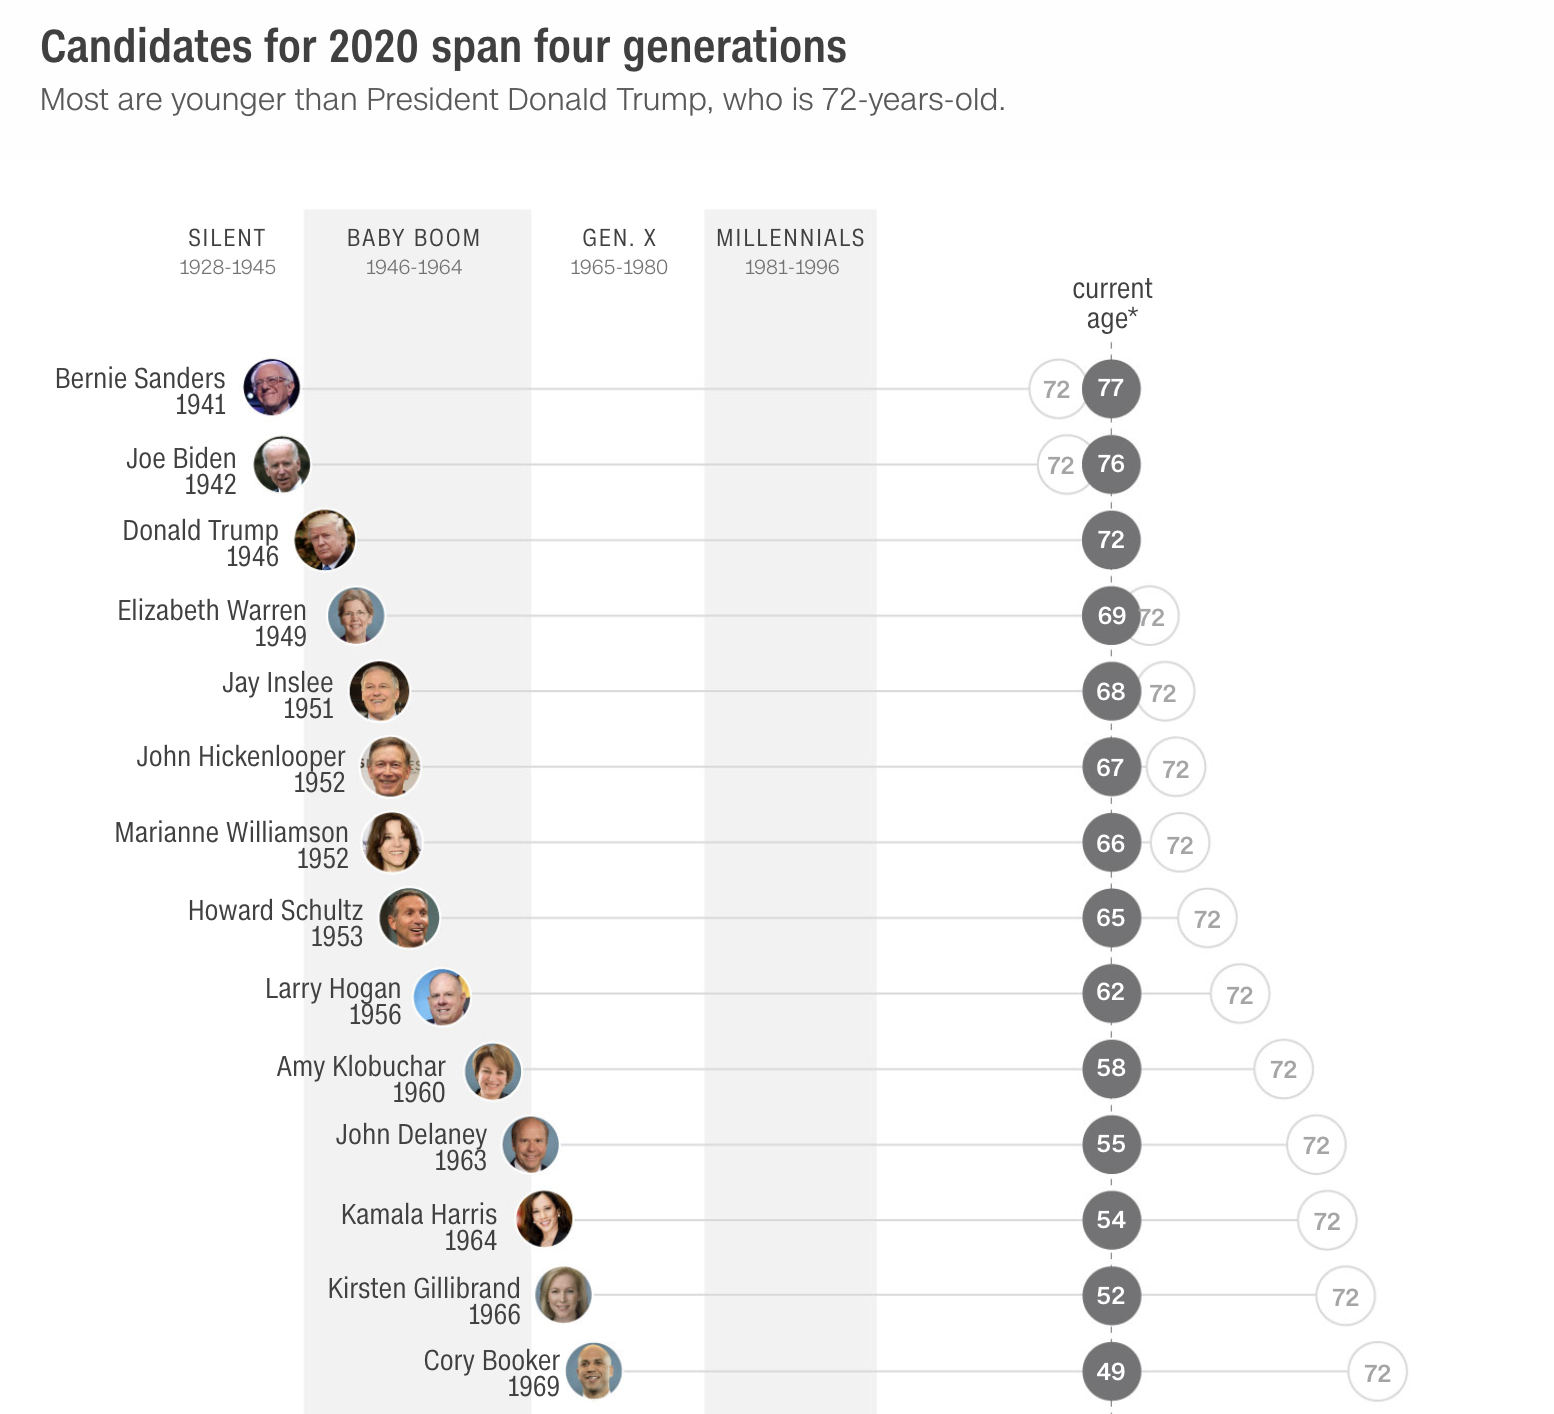 Candidates for 2020 span four generations
Most are younger than President Donald Trump, who is 72-years-old.
SILENT
1928-1945
BABY BOOM
1946-1964
GEN. X
1965-1980
MILLENNIALS
1981-1996
current
age*
Bernie Sanders
1941
72
77
Joe Biden
1942
72
76
Donald Trump
1946
72
Elizabeth Warren
1949
69
72
Jay Inslee
1951
68
72
John Hickenlooper
1952
67
72
Marianne Williamson
1952
66
72
Howard Schultz
1953
65
72
Larry Hogan
1956
62
72
Amy Klobuchar
1960
58
72
John Delaney
1963
55
72
Kamala Harris
1964
54
72
Kirsten Gillibrand
1966
52
72
Cory Booker
1969
49
72